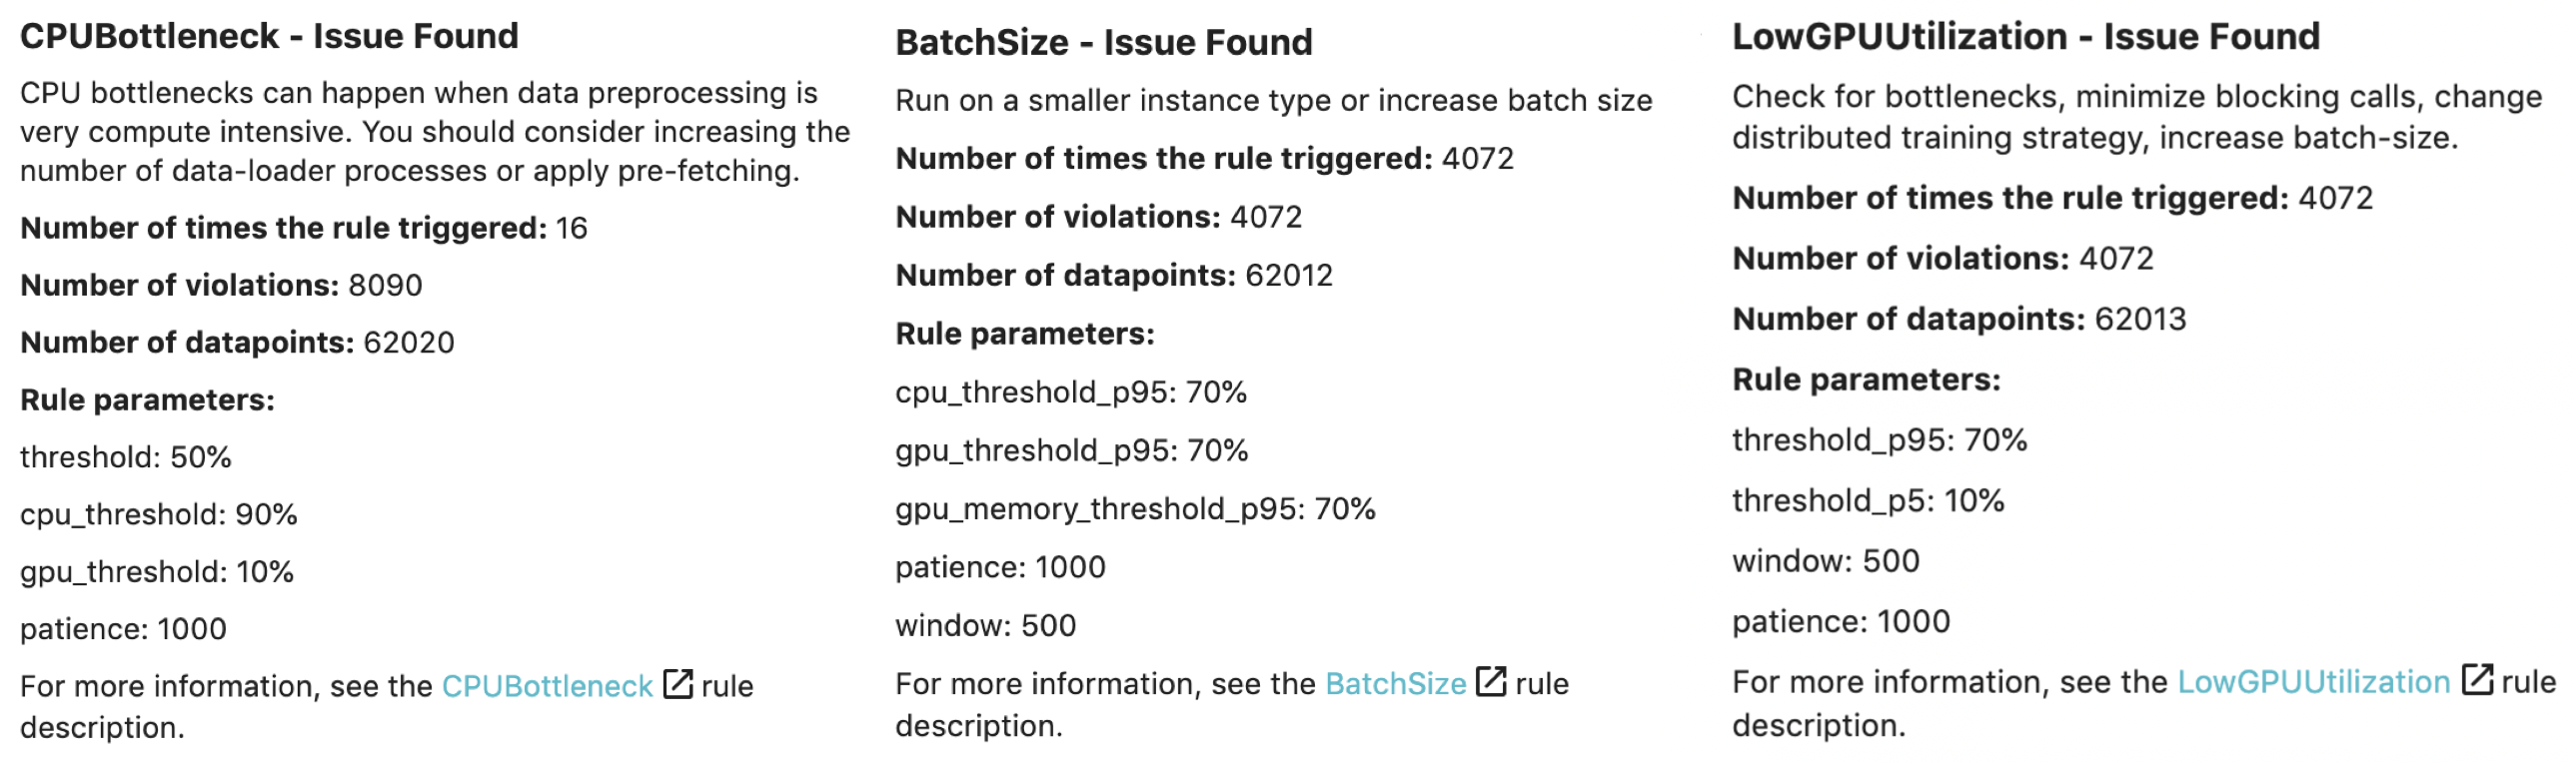 CPUBottleneck - Issue Found
CPU bottlenecks can happen when data preprocessing is
very compute intensive. You should consider increasing the
number of data-loader processes or apply pre-fetching.
Number of times the rule triggered: 16
Number of violations: 8090
Number of datapoints: 62020
Rule parameters:
threshold: 50%
cpu_threshold: 90%
gpu_threshold: 10%
patience: 1000
For more information, see the CPUBottleneck rule
description.
BatchSize - Issue Found
Run on a smaller instance type or increase batch size
Number of times the rule triggered: 4072
Number of violations: 4072
Number of datapoints: 62012
Rule parameters:
cpu_threshold_p95: 70%
gpu_threshold_p95: 70%
gpu_memory_threshold_p95: 70%
patience: 1000
window: 500
For more information, see the BatchSize rule
description.
LowGPUUtilization - Issue Found
Check for bottlenecks, minimize blocking calls, change
distributed training strategy, increase batch-size.
Number of times the rule triggered: 4072
Number of violations: 4072
Number of datapoints: 62013
Rule parameters:
threshold_p95: 70%
threshold_p5: 10%
window: 500
patience: 1000
For more information, see the LowGPUUtilization rule
description.